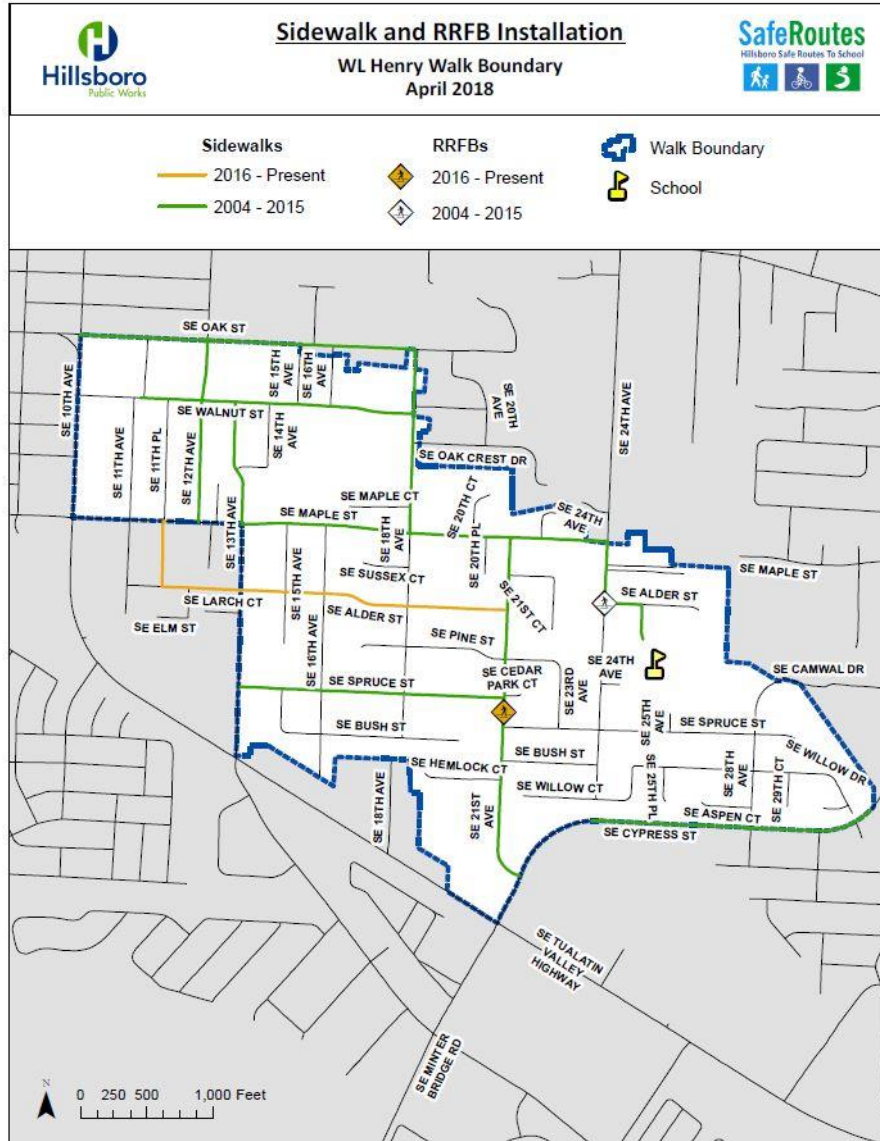 Hillsboro
Public Works
Sidewalk and RRFB Installation
WL Henry Walk Boundary
April 2018
SafeRoutes
Hillsboro Safe Routes To School
Sidewalks
2016 - Present
2004 - 2015
RRFBs
2016 - Present
2004 - 2015
Walk Boundary
School
SE OAK ST
SE 10TH AVE
SE 15TH
AVE
SE 16TH
AVE
SE 20TH
AVE
SE 24TH AVE
SE WALNUT ST
SE 11TH AVE
SE 11TH PL
SE 12TH AVE
SE 14TH
AVE
SE OAK CREST DR
SE 13TH AVE
SE MAPLE ST
SE MAPLE CT
SE 18TH
AVE
SE 20TH CT
SE 20TH PL
SE 24TH
AVE
SE MAPLE ST
SE SUSSEX CT
SE 15TH AVE
SE 21ST CT
SE ALDER ST
SE LARCH CT
SE ELM ST
SE ALDER ST
SE PINE ST
SE 16TH AVE
SE CEDAR
PARK CT
SE 23RD
AVE
SE 24TH
AVE
SE CAMWAL DR
SE SPRUCE ST
SE BUSH ST
SE 25TH
AVE
SE SPRUCE ST
SE BUSH ST
SE HEMLOCK CT
SE WILLOW CT
SE 25TH PL
SE 28TH
AVE
SE 29TH CT
SE WILLOW DR
SE 18TH AVE
SE 21ST
AVE
SE ASPEN CT
SE CYPRESS ST
SE TUALATIN
VALLEY
HIGHWAY
SE MINTER
BRIDGE RD
N
0 250 500 1,000 Feet